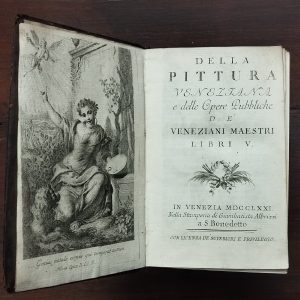 DELLA
PITTURA
VENEZIANA
e delle Opere Pubbliche
DE'
VENEZIANI MAESTRI
LIBRI V.
IN VENEZIA MDCCLXXI.
Nella Stamperia di Giambatista Albrizzi
a S. Benedetto
CON LICENZA DE' SUPERIORI E PRIVILEGIO.